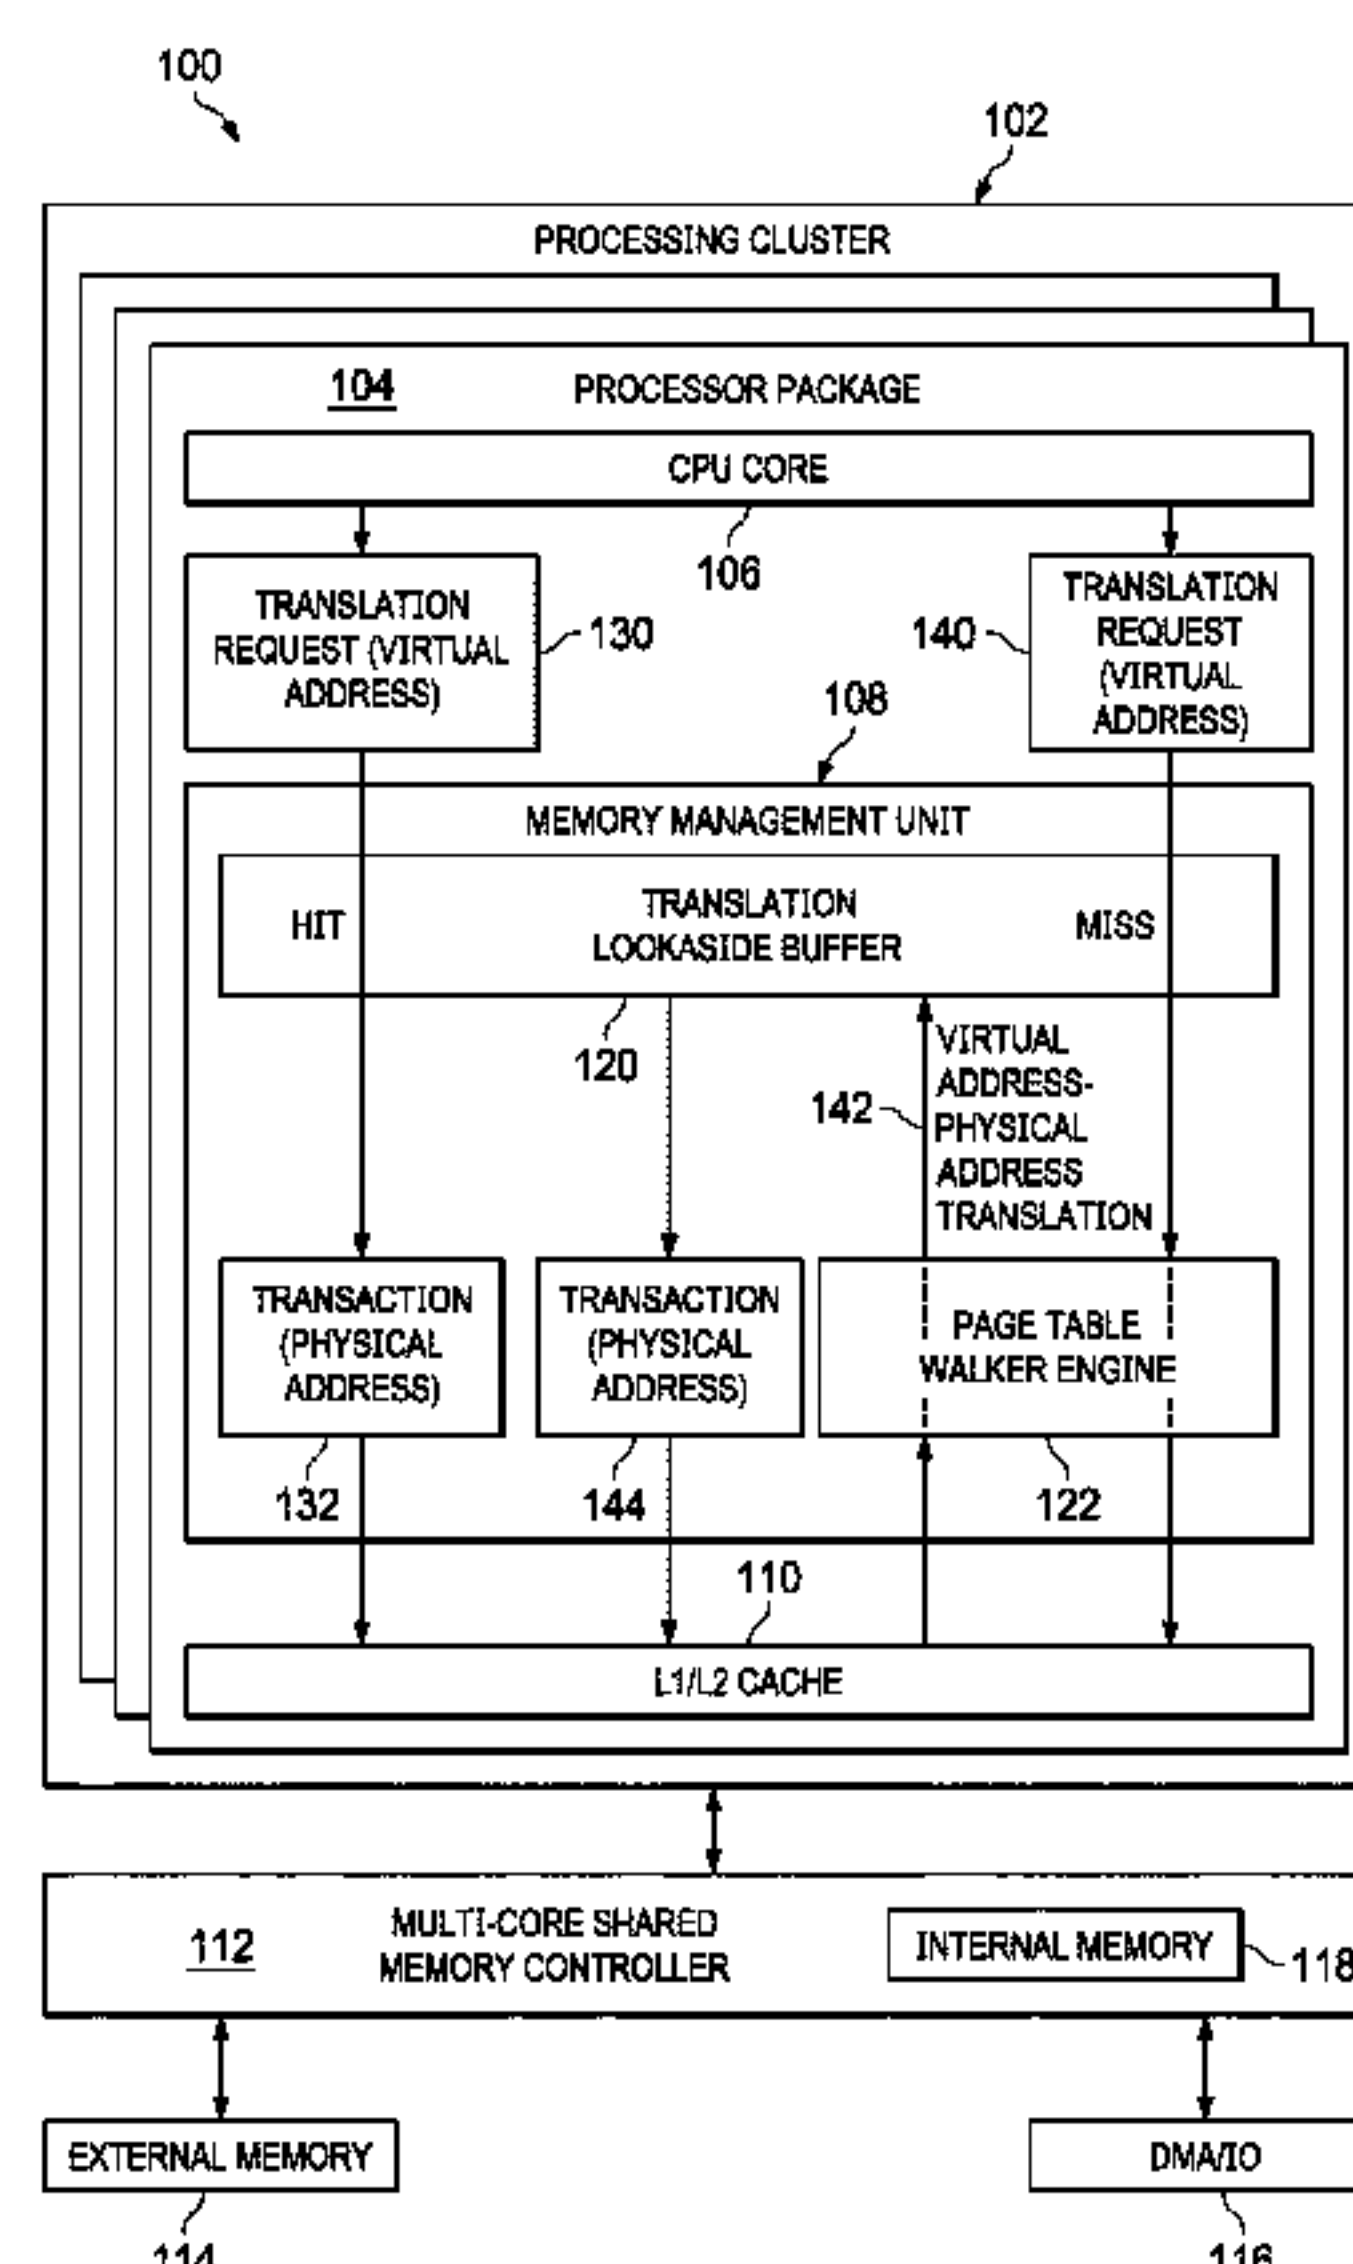 100
102
PROCESSING CLUSTER
104
PROCESSOR PACKAGE
CPU CORE
106
TRANSLATION
REQUEST (VIRTUAL
ADDRESS)
130
140
TRANSLATION
REQUEST
(VIRTUAL
ADDRESS)
108
MEMORY MANAGEMENT UNIT
HIT
TRANSLATION
LOOKASIDE BUFFER
MISS
120
142
VIRTUAL
ADDRESS-
PHYSICAL
ADDRESS
TRANSLATION
TRANSACTION
(PHYSICAL
ADDRESS)
TRANSACTION
(PHYSICAL
ADDRESS)
PAGE TABLE
WALKER ENGINE
132
144
122
110
L1/L2 CACHE
112
MULTI-CORE SHARED
MEMORY CONTROLLER
INTERNAL MEMORY
118
EXTERNAL MEMORY
DMA/IO
114
116